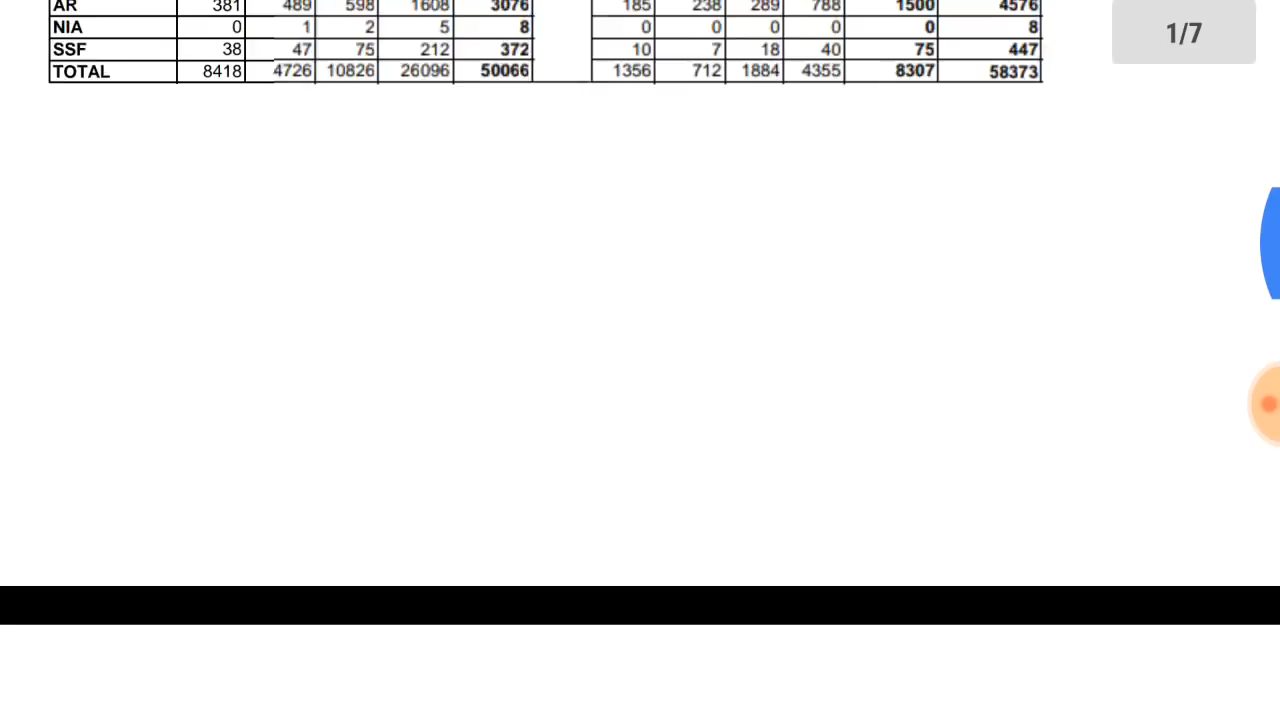 AR 381 489 598 1608 3076 185 238 289 788 1500 4576
NIA 0 1 2 5 8 0 0 0 0 0 8
SSF 38 47 75 212 372 10 7 18 40 75 447
TOTAL 8418 4726 10826 26096 50066 1356 712 1884 4355 8307 58373
1/7